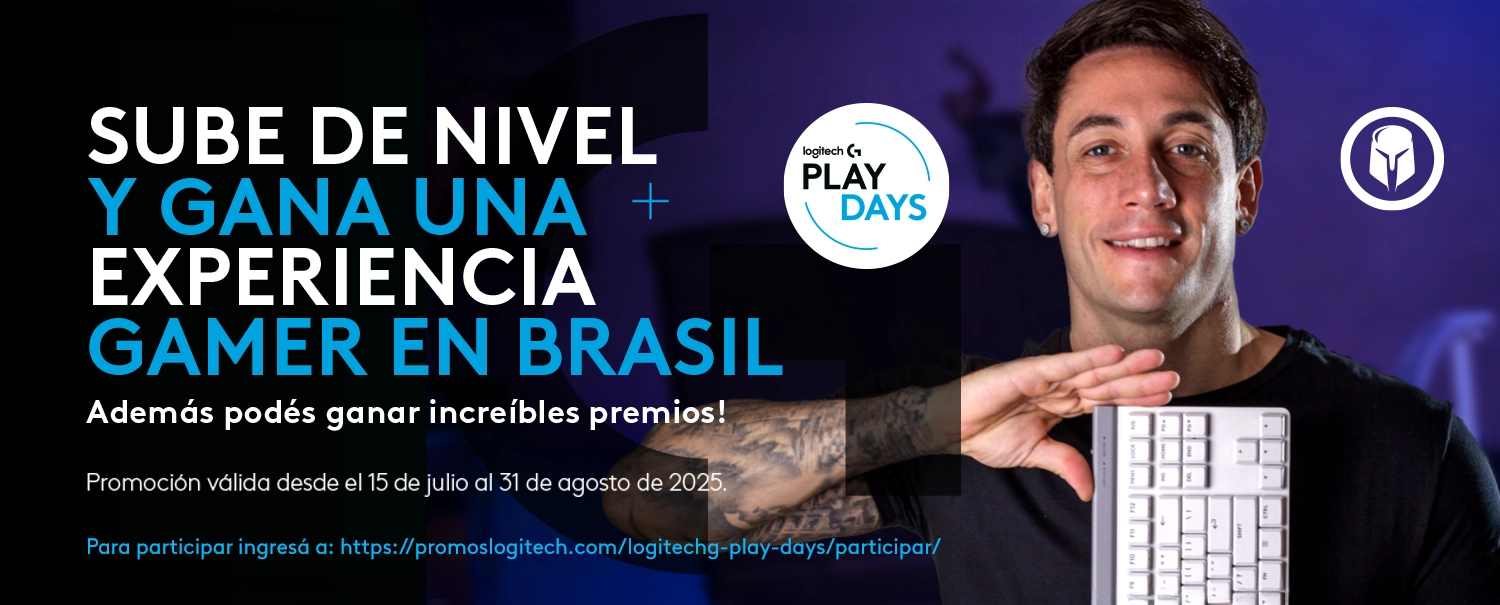 SUBE DE NIVEL
Y GANA UNA
EXPERIENCIA
GAMER EN BRASIL
Además podés ganar increíbles premios!
Promoción válida desde el 15 de julio al 31 de agosto de 2025.
Para participar ingresá a: https://promoslogitech.com/logitechg-play-days/participar/
logitech G
PLAY
DAYS